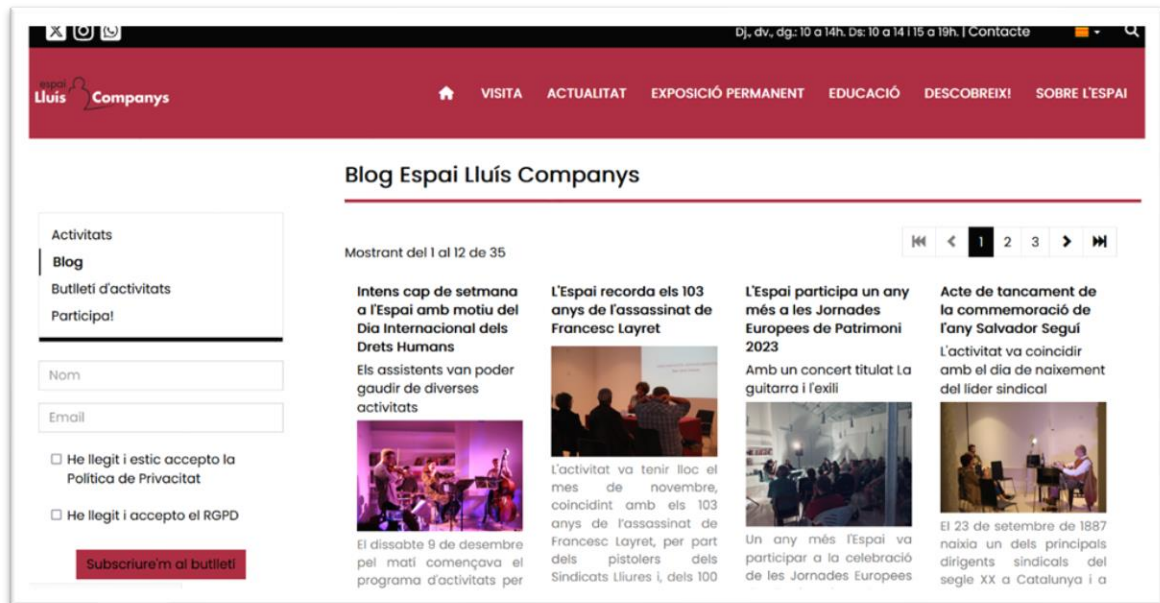 Dj., dv., dg.: 10 a 14h. Ds: 10 a 14 i 15 a 19h. | Contacte
espai
Lluís Companys
VISITA ACTUALITAT EXPOSICIÓ PERMANENT EDUCACIÓ DESCOBREIX! SOBRE L'ESPAI
Blog Espai Lluís Companys
Activitats
Blog
Butlletí d'activitats
Participa!
Nom
Email
He llegit i estic accepto la
Política de Privacitat
He llegit i accepto el RGPD
Subscriure'm al butlletí
Mostrant del 1 al 12 de 35
1 2 3
Intens cap de setmana
a l'Espai amb motiu del
Dia Internacional dels
Drets Humans
Els assistents van poder
gaudir de diverses
activitats
El dissabte 9 de desembre
pel matí començava el
programa d'activitats per
L'Espai recorda els 103
anys de l'assassinat de
Francesc Layret
L'activitat va tenir lloc el
mes de novembre,
coincidint amb els 103
anys de l'assassinat de
Francesc Layret, per part
dels pistolers dels
Sindicats Lliures i, dels 100
L'Espai participa un any
més a les Jornades
Europees de Patrimoni
2023
Amb un concert titulat La
guitarra i l'exili
Un any més l'Espai va
participar a la celebració
de les Jornades Europees
Acte de tancament de
la commemoració de
l'any Salvador Seguí
L'activitat va coincidir
amb el dia de naixement
del líder sindical
El 23 de setembre de 1887
naixia un dels principals
dirigents sindicals del
segle XX a Catalunya i a